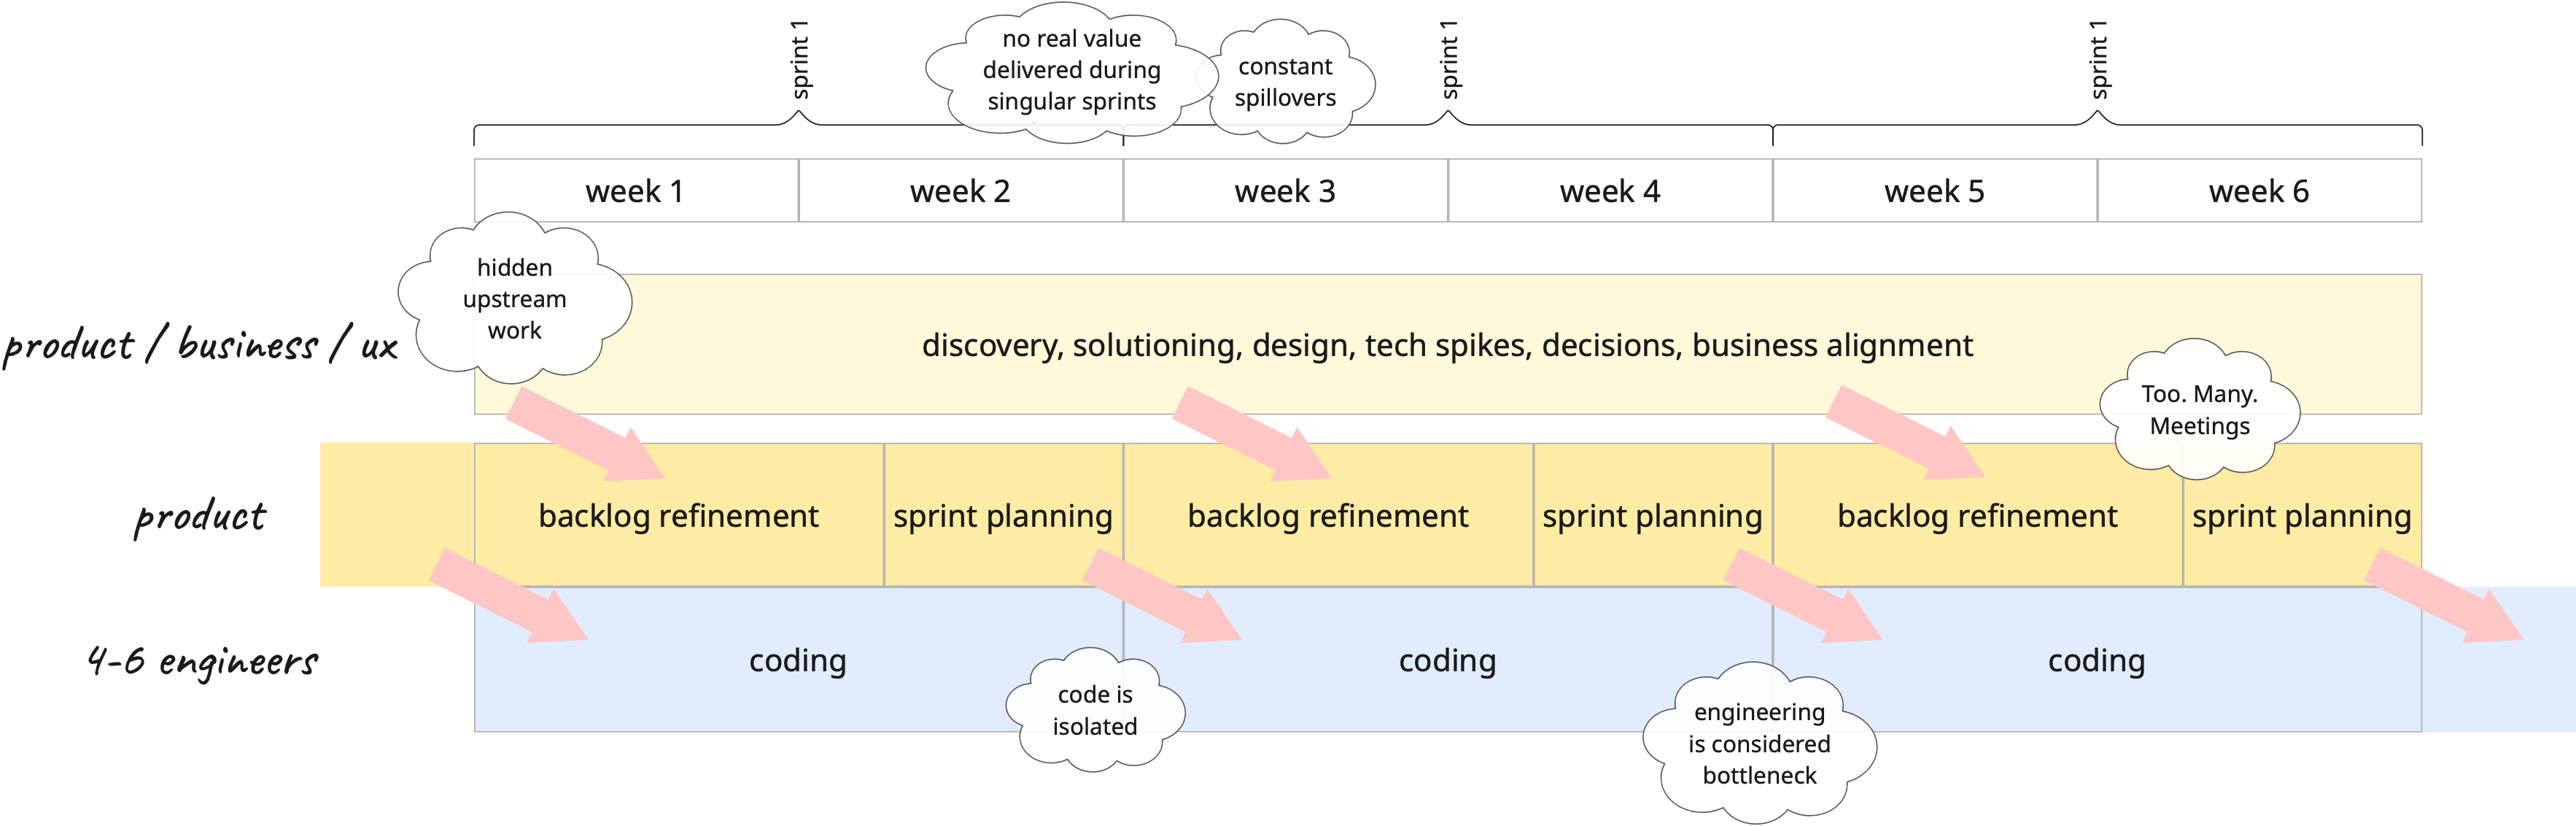 sprint 1
no real value
delivered during
singular sprints
constant
spillovers
sprint 1
sprint 1
week 1
week 2
week 3
week 4
week 5
week 6
hidden
upstream
work
product / business / ux
discovery, solutioning, design, tech spikes, decisions, business alignment
Too. Many.
Meetings
product
backlog refinement
sprint planning
backlog refinement
sprint planning
backlog refinement
sprint planning
4-6 engineers
coding
coding
coding
code is
isolated
engineering
is considered
bottleneck